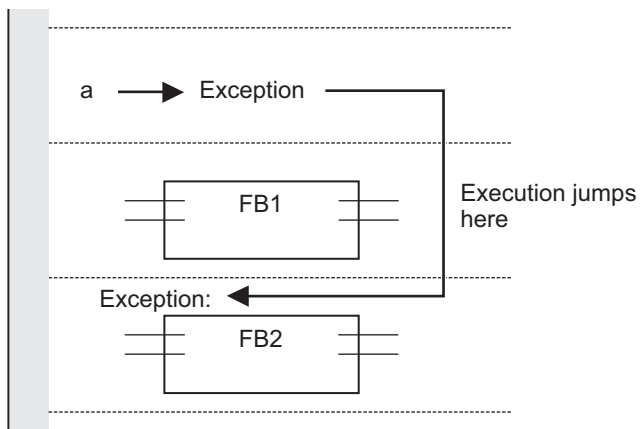 a
Exception
FB1
Execution jumps
here
Exception:
FB2